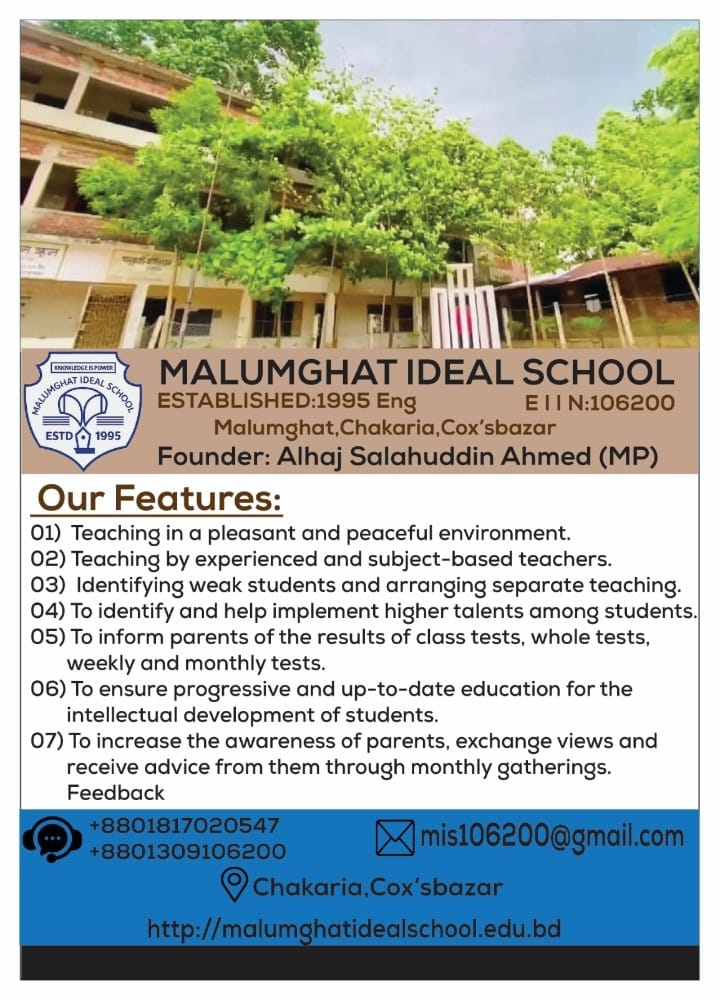 KNOWLEDGE IS POWER
MALUMGHAT IDEAL SCHOOL
ESTD 1995
MALUMGHAT IDEAL SCHOOL
ESTABLISHED:1995 Eng E I I N:106200
Malumghat,Chakaria,Cox'sbazar
Founder: Alhaj Salahuddin Ahmed (MP)
Our Features:
01) Teaching in a pleasant and peaceful environment.
02) Teaching by experienced and subject-based teachers.
03) Identifying weak students and arranging separate teaching.
04) To identify and help implement higher talents among students.
05) To inform parents of the results of class tests, whole tests,
weekly and monthly tests.
06) To ensure progressive and up-to-date education for the
intellectual development of students.
07) To increase the awareness of parents, exchange views and
receive advice from them through monthly gatherings.
Feedback
+8801817020547
+8801309106200
mis106200@gmail.com
Chakaria,Cox'sbazar
http://malumghatidealschool.edu.bd